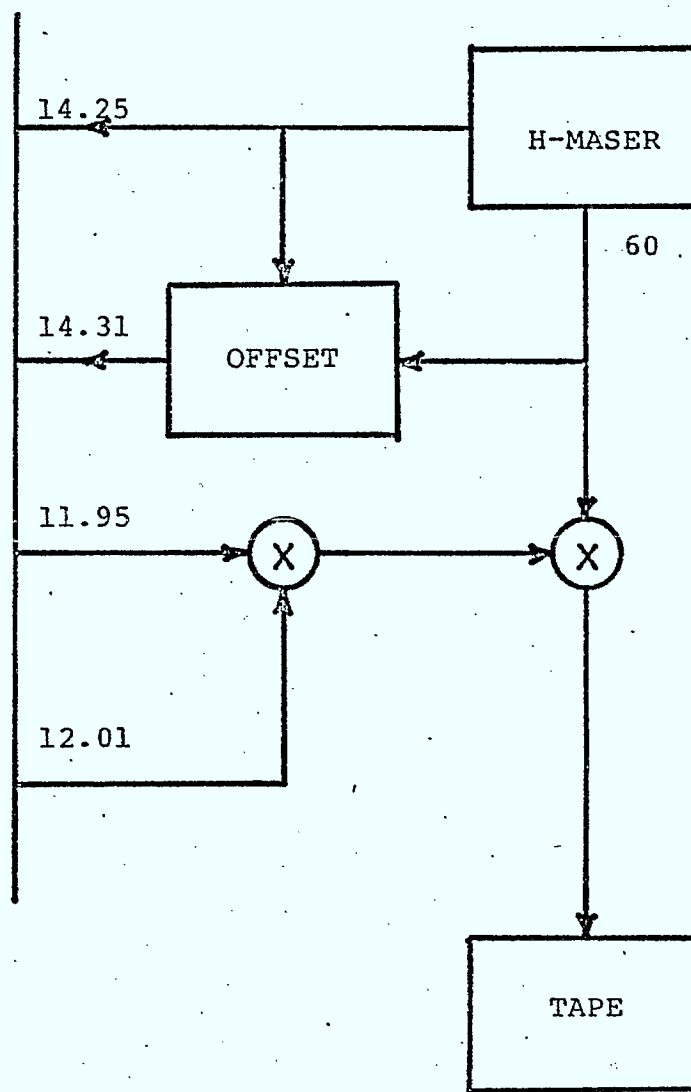 14.25
H-MASER
60
14.31
OFFSET
11.95
X
X
12.01
TAPE